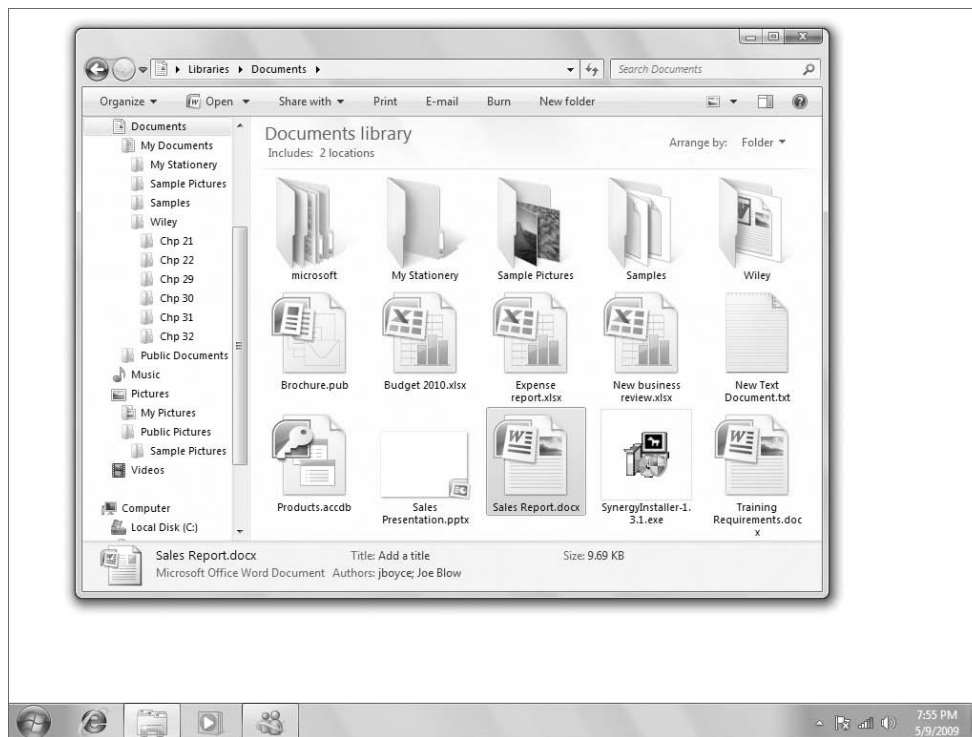 Libraries Documents
Search Documents
Organize Open Share with Print E-mail Burn New folder
Documents
My Documents
My Stationery
Sample Pictures
Samples
Wiley
Chp 21
Chp 22
Chp 29
Chp 30
Chp 31
Chp 32
Public Documents
Music
Pictures
My Pictures
Public Pictures
Sample Pictures
Videos
Computer
Local Disk (C:)
Documents library
Includes: 2 locations
Arrange by: Folder
microsoft
My Stationery
Sample Pictures
Samples
Wiley
Brochure.pub
Budget 2010.xlsx
Expense
report.xlsx
New business
review.xlsx
New Text
Document.txt
Products.accdb
Sales
Presentation.pptx
Sales Report.docx
SynergyInstaller-1.
3.1.exe
Training
Requirements.doc
x
Sales Report.docx Title: Add a title Size: 9.69 KB
Microsoft Office Word Document Authors: jboyce; Joe Blow
7:55 PM
5/9/2009